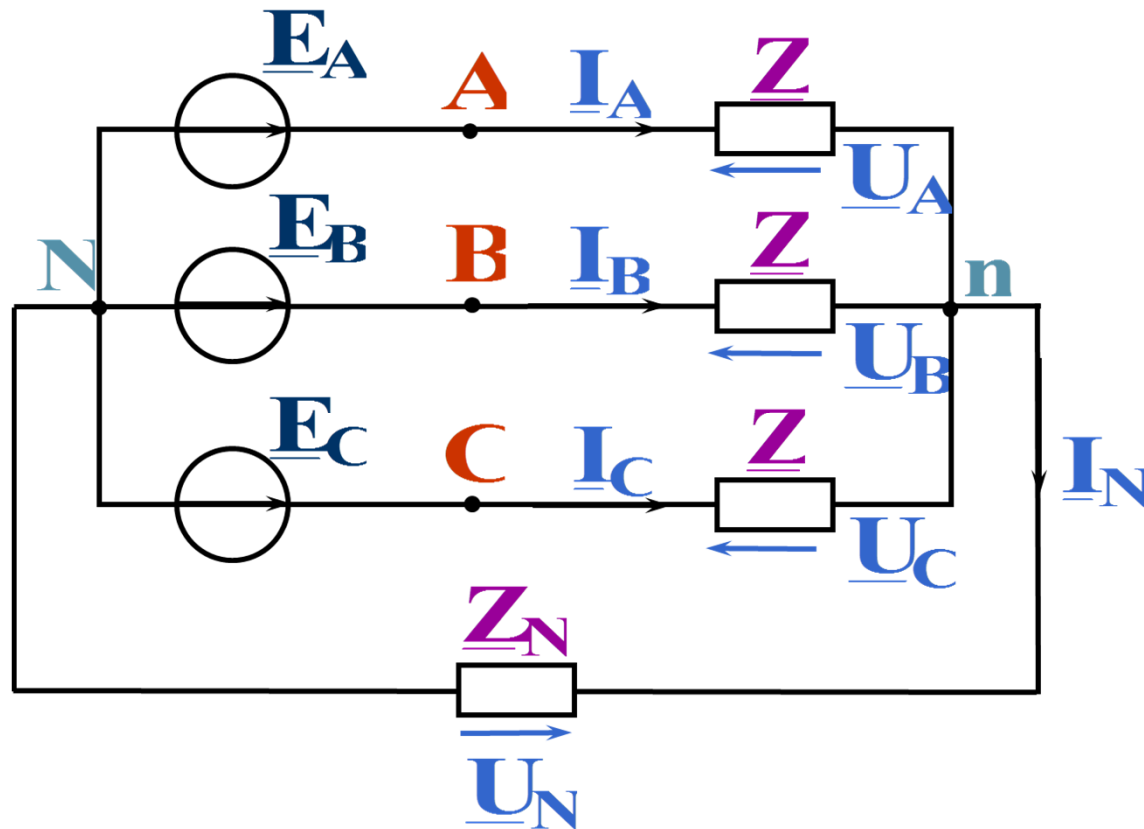 E_A
A I_A Z
U_A
E_B
N B I_B Z n
U_B
E_C
C I_C Z
U_C
I_N
Z_N
U_N